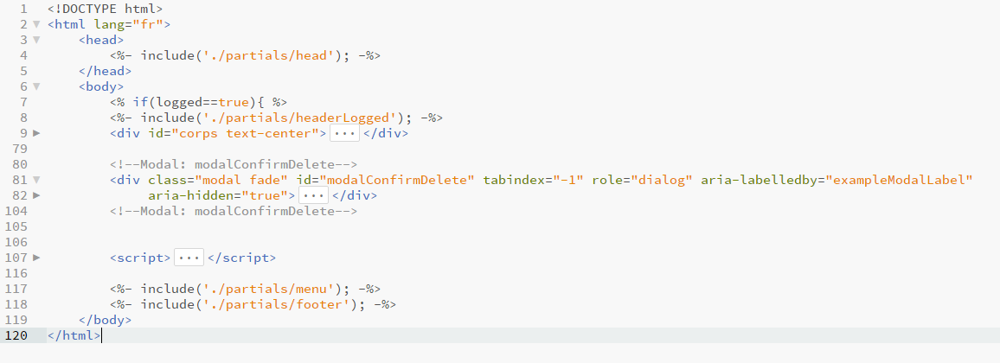 1 <!DOCTYPE html>
2 <html lang="fr">
3 <head>
4 <%- include('./partials/head'); -%>
5 </head>
6 <body>
7 <% if(logged==true){ %>
8 <%- include('./partials/headerLogged'); -%>
9 <div id="corps text-center">...</div>
79
80 <!--Modal: modalConfirmDelete-->
81 <div class="modal fade" id="modalConfirmDelete" tabindex="-1" role="dialog" aria-labelledby="exampleModalLabel"
82 aria-hidden="true">...</div>
104 <!--Modal: modalConfirmDelete-->
105
106
107 <script>...</script>
116
117 <%- include('./partials/menu'); -%>
118 <%- include('./partials/footer'); -%>
119 </body>
120 </html>